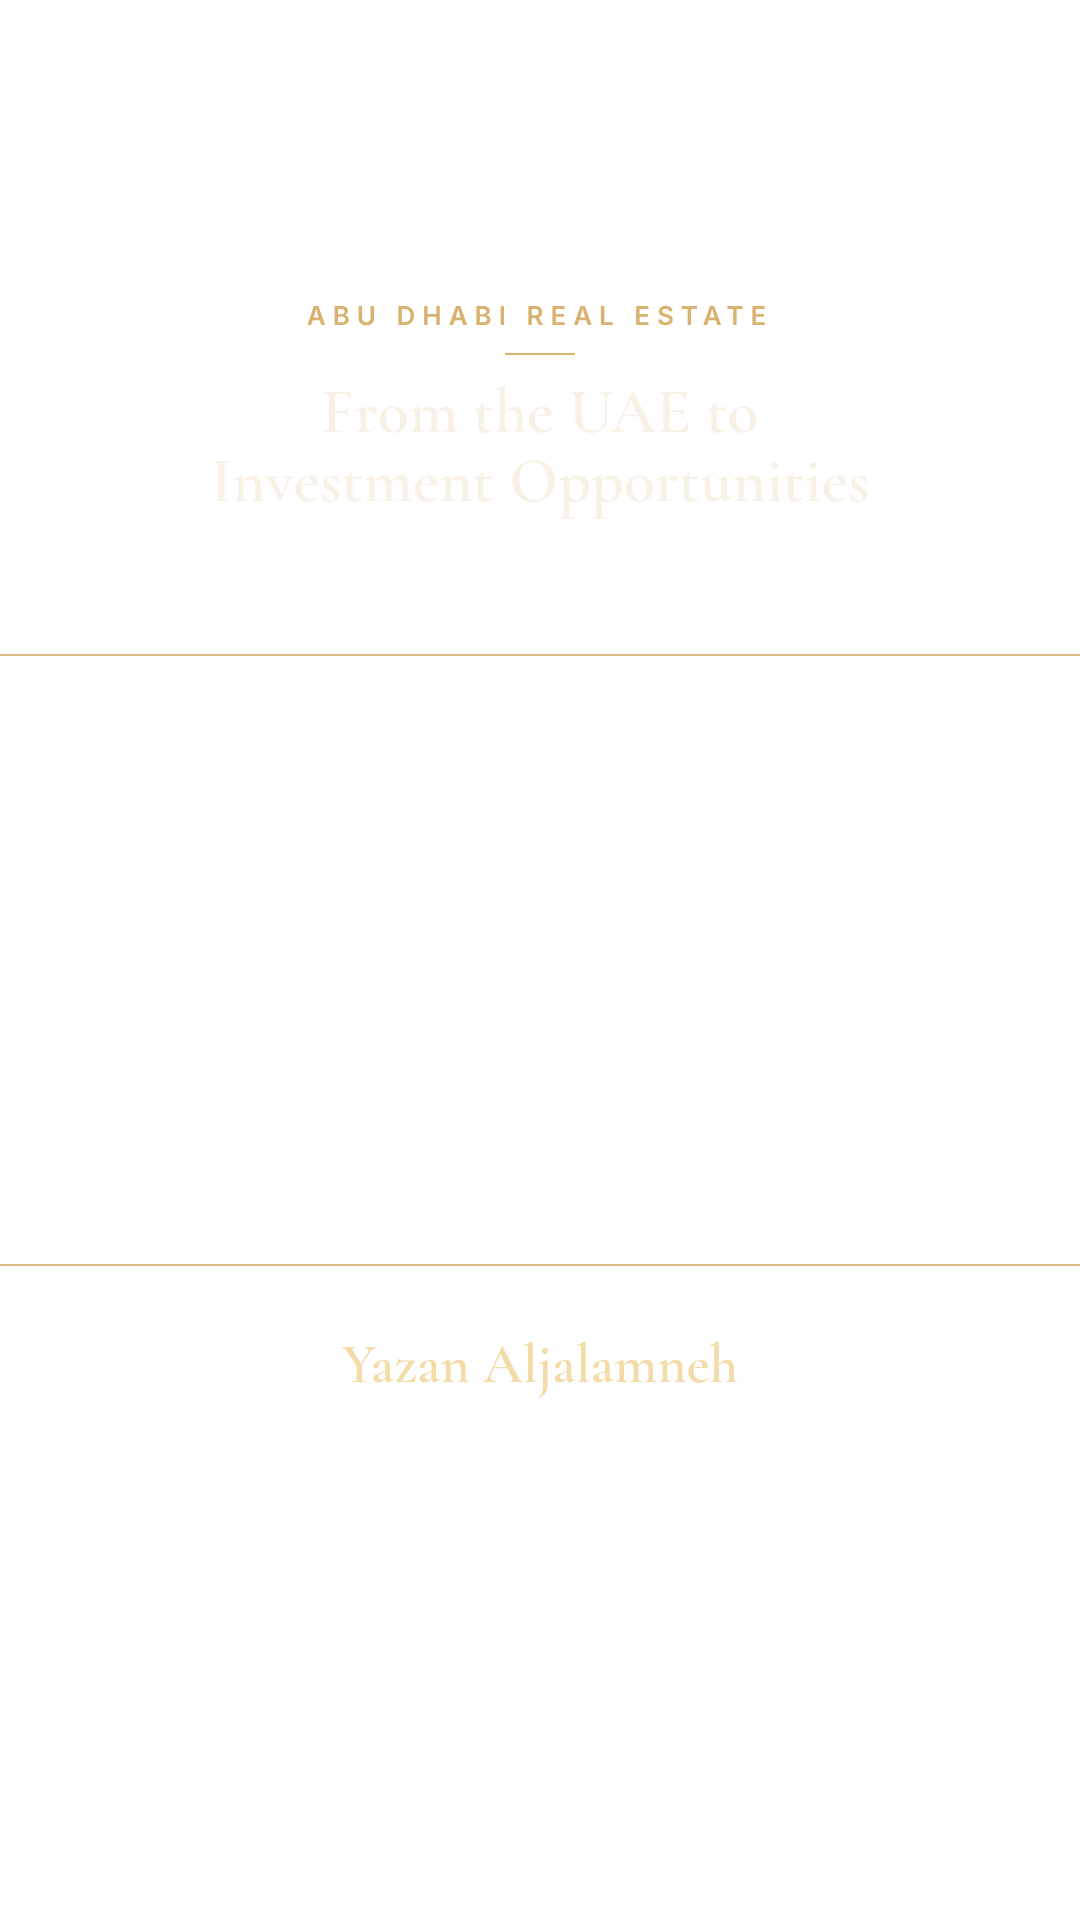 ABU DHABI REAL ESTATE
From the UAE to
Investment Opportunities
Yazan Aljalamneh